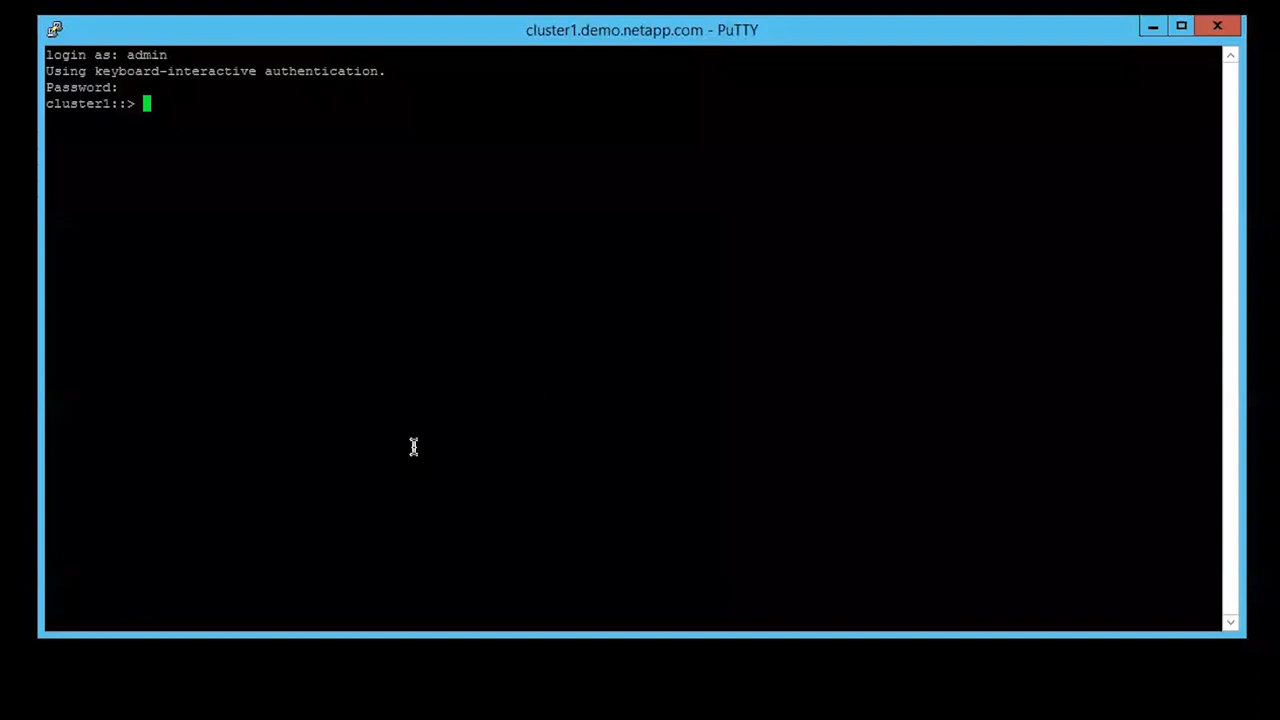 cluster1.demo.netapp.com - PuTTY
login as: admin
Using keyboard-interactive authentication.
Password:
cluster1::>